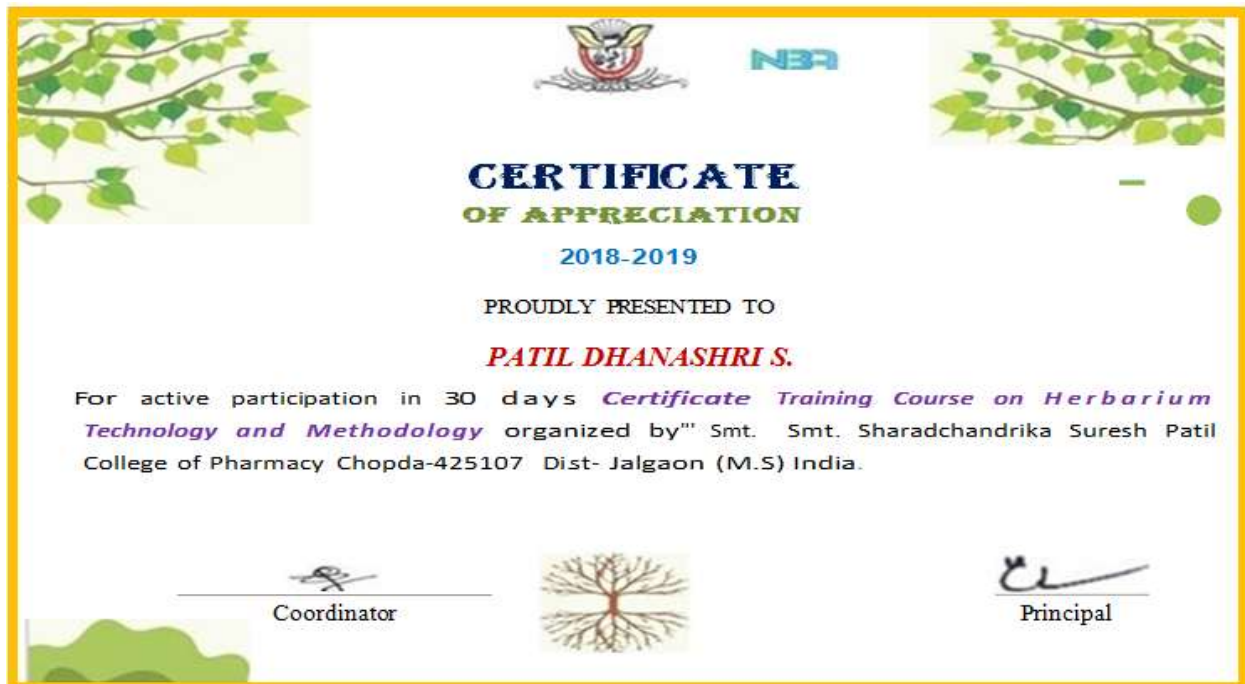 NBA
CERTIFICATE
OF APPRECIATION
2018-2019
PROUDLY PRESENTED TO
PATIL DHANASHRI S.
For active participation in 30 days Certificate Training Course on Herbarium
Technology and Methodology organized by"' Smt. Smt. Sharadchandrika Suresh Patil
College of Pharmacy Chopda-425107 Dist- Jalgaon (M.S) India.
Coordinator
Principal